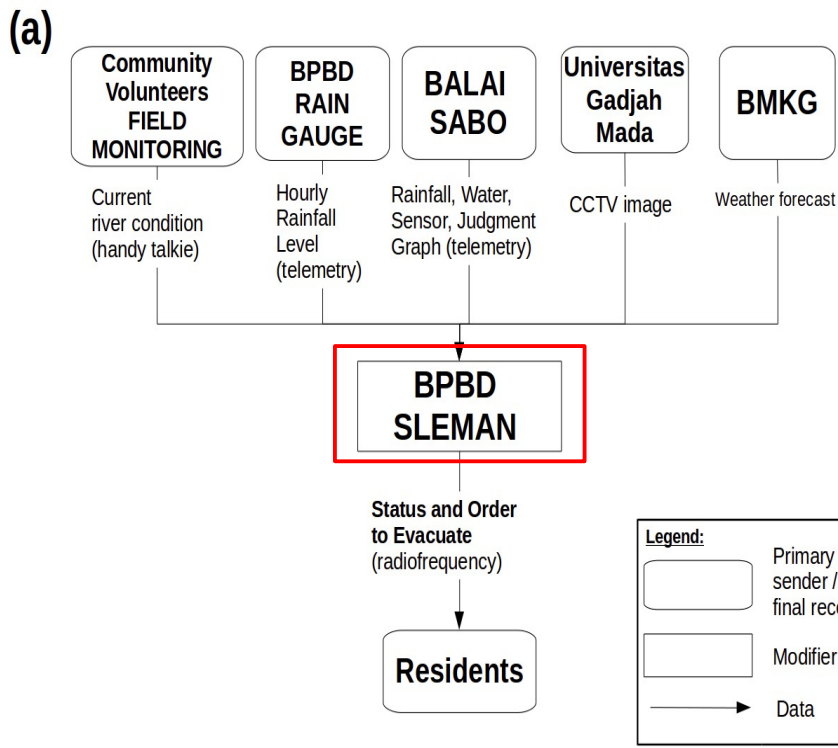 (a)
Community
Volunteers
FIELD
MONITORING
BPBD
RAIN
GAUGE
BALAI
SABO
Universitas
Gadjah
Mada
BMKG
Current
river condition
(handy talkie)
Hourly
Rainfall
Level
(telemetry)
Rainfall, Water,
Sensor, Judgment
Graph (telemetry)
CCTV image
Weather forecast
BPBD
SLEMAN
Status and Order
to Evacuate
(radiofrequency)
Residents
Legend:
Primary
sender /
final
Modifier
Data